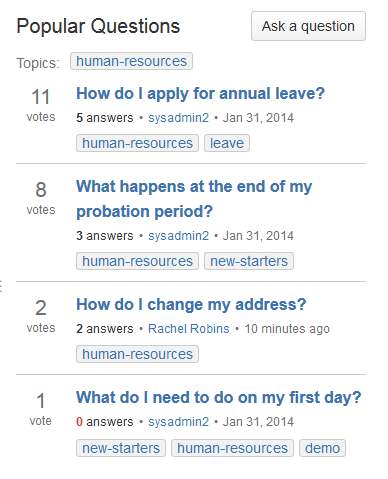 Popular Questions
Ask a question
Topics: human-resources
11
votes
How do I apply for annual leave?
5 answers • sysadmin2 • Jan 31, 2014
human-resources leave
8
votes
What happens at the end of my
probation period?
3 answers • sysadmin2 • Jan 31, 2014
human-resources new-starters
2
votes
How do I change my address?
2 answers • Rachel Robins • 10 minutes ago
human-resources
1
vote
What do I need to do on my first day?
0 answers • sysadmin2 • Jan 31, 2014
new-starters human-resources demo